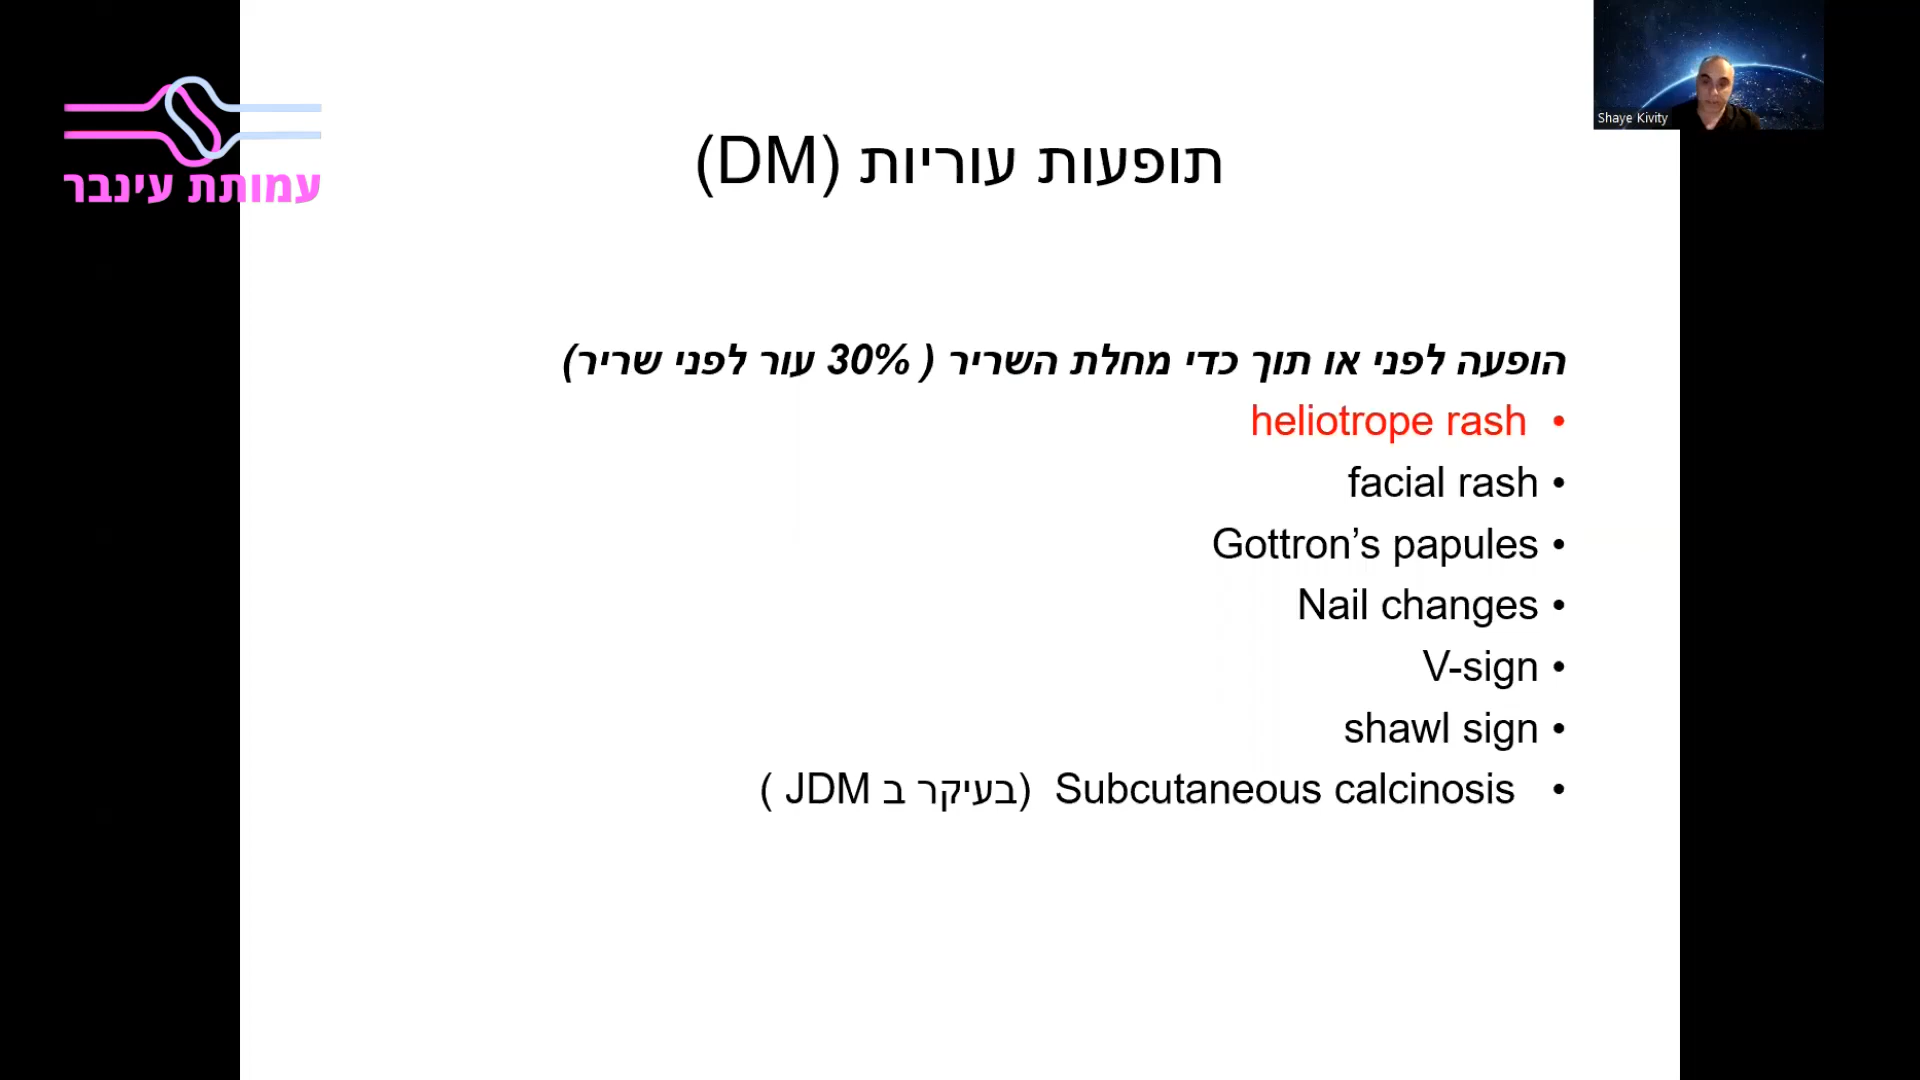 עמותת עינבר
Shaye Kivity
תופעות עוריות (DM)
הופעה לפני או תוך כדי מחלת השריר ( 30% עור לפני שריר)
• heliotrope rash
• facial rash
• Gottron’s papules
• Nail changes
• V-sign
• shawl sign
• Subcutaneous calcinosis (בעיקר ב JDM )